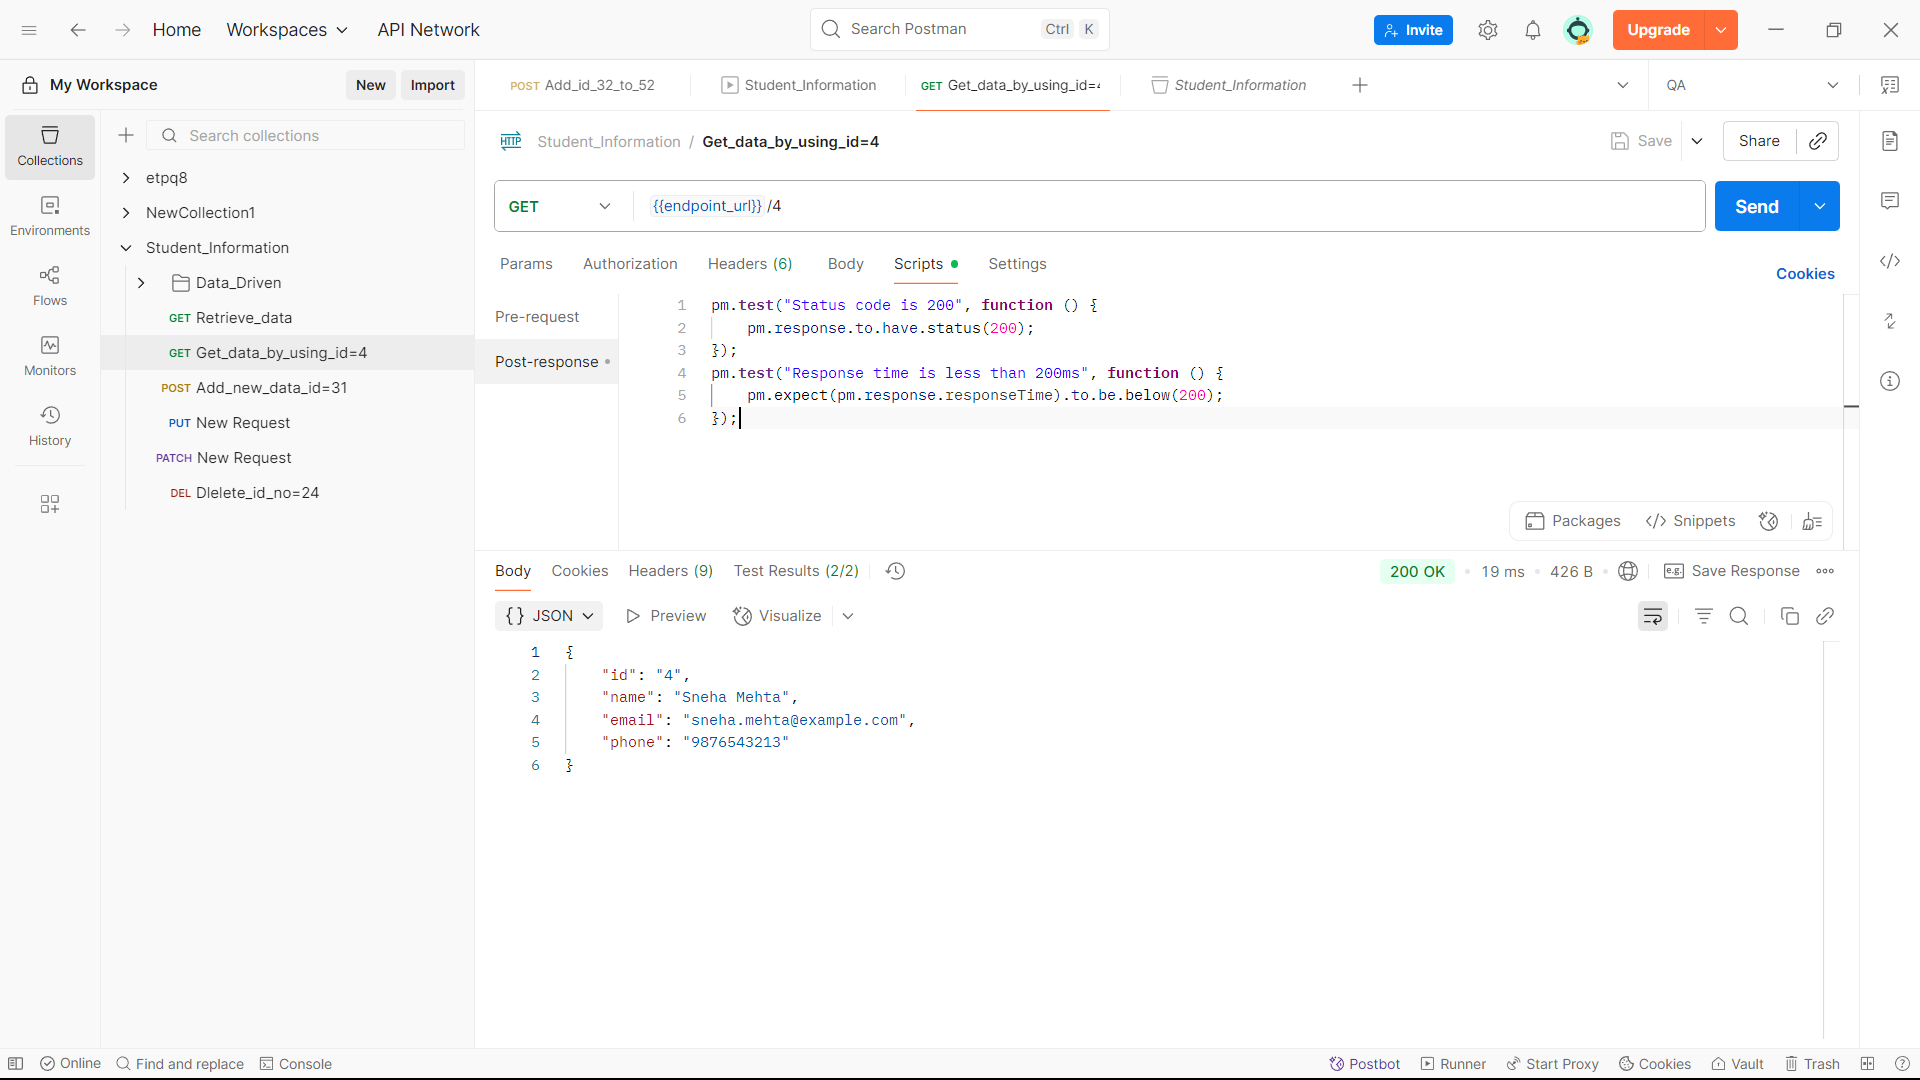 Home Workspaces API Network Search Postman Ctrl K Invite Upgrade
My Workspace New Import POST Add_id_32_to_52 Student_Information GET Get_data_by_using_id=4 Student_Information QA
Collections
Environments
Flows
Monitors
History
Search collections
etpq8
NewCollection1
Student_Information
Data_Driven
GET Retrieve_data
GET Get_data_by_using_id=4
POST Add_new_data_id=31
PUT New Request
PATCH New Request
DEL Dlelete_id_no=24
HTTP Student_Information / Get_data_by_using_id=4 Save Share
GET {{endpoint_url}} /4 Send
Params Authorization Headers (6) Body Scripts Settings Cookies
Pre-request
Post-response
1 pm.test("Status code is 200", function () {
2 pm.response.to.have.status(200);
3 });
4 pm.test("Response time is less than 200ms", function () {
5 pm.expect(pm.response.responseTime).to.be.below(200);
6 });
Packages </> Snippets
Body Cookies Headers (9) Test Results (2/2) 200 OK 19 ms 426 B e.g. Save Response
{} JSON Preview Visualize
1 {
2 "id": "4",
3 "name": "Sneha Mehta",
4 "email": "sneha.mehta@example.com",
5 "phone": "9876543213"
6 }
Online Find and replace Console Postbot Runner Start Proxy Cookies Vault Trash